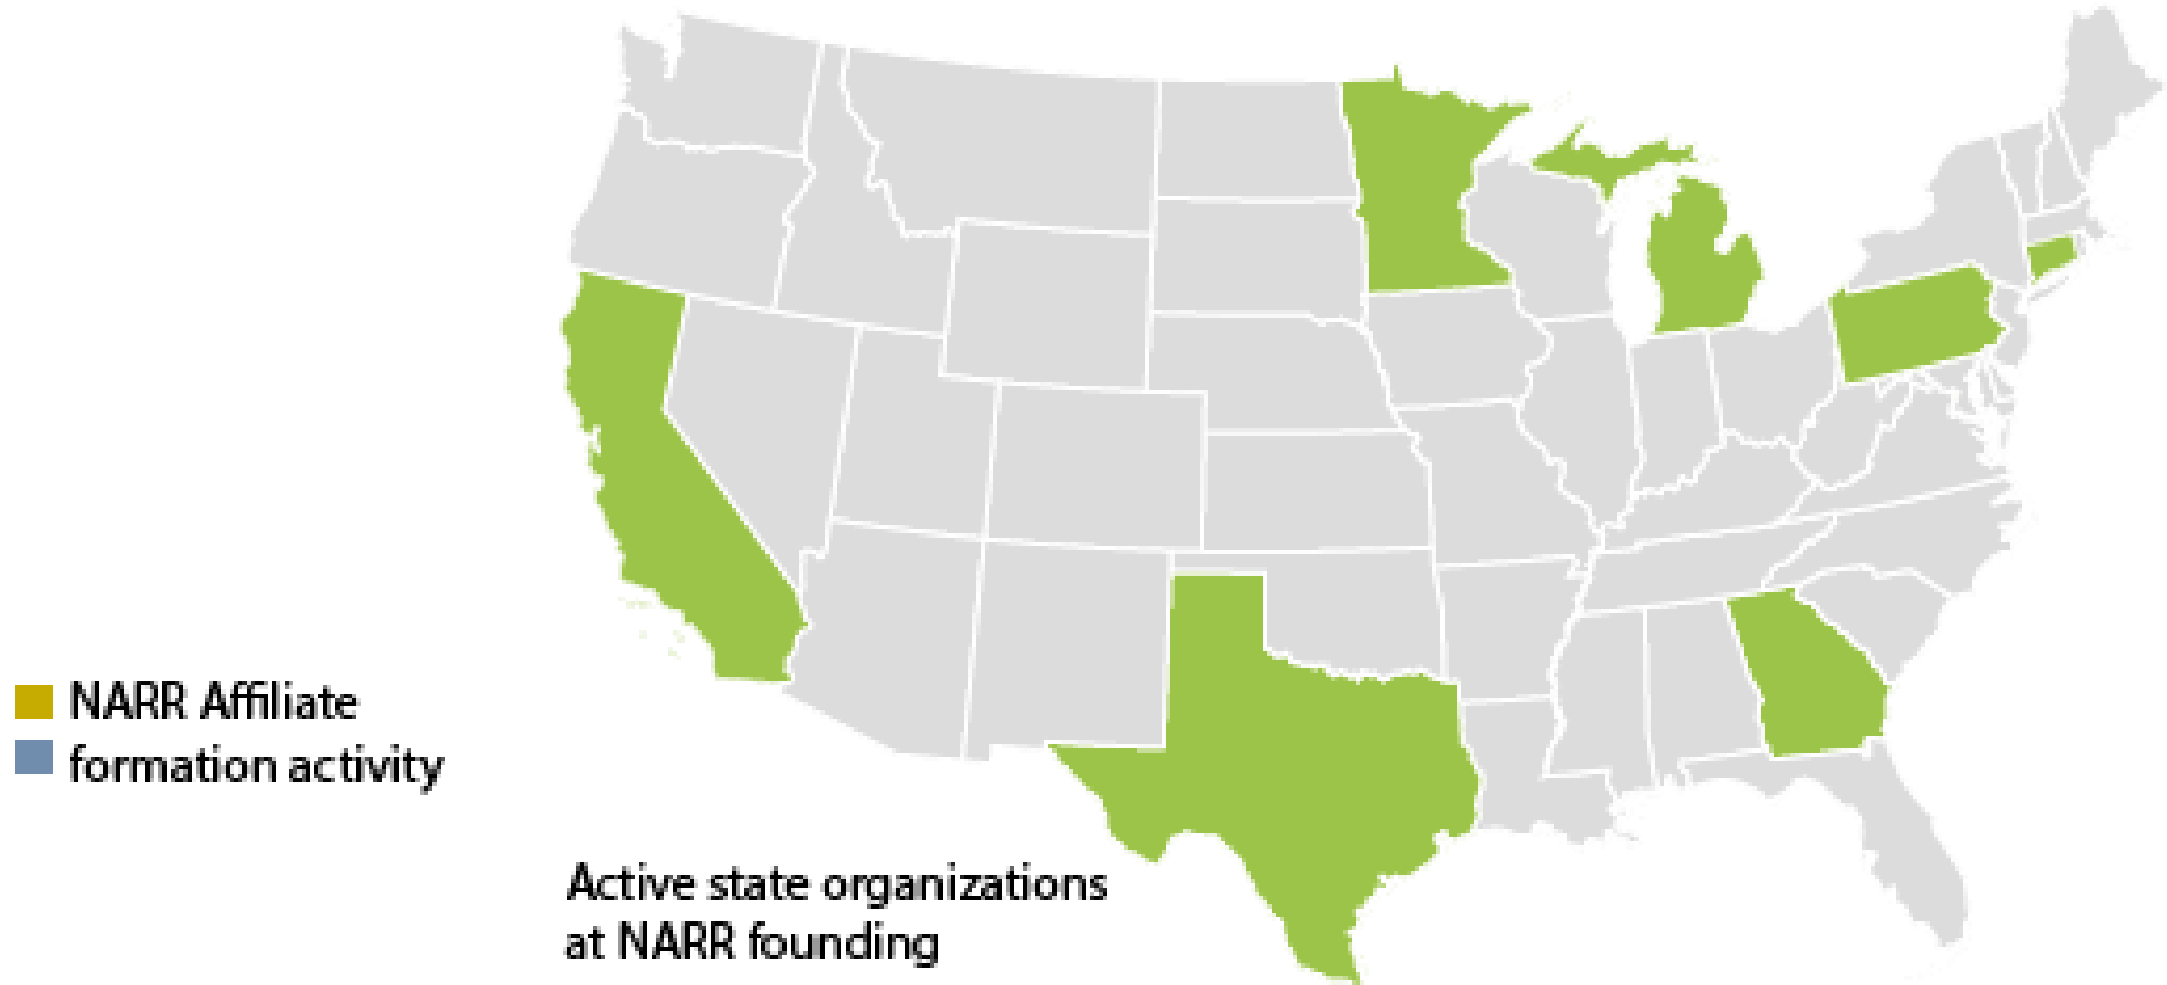 NARR Affiliate
formation activity
Active state organizations
at NARR founding